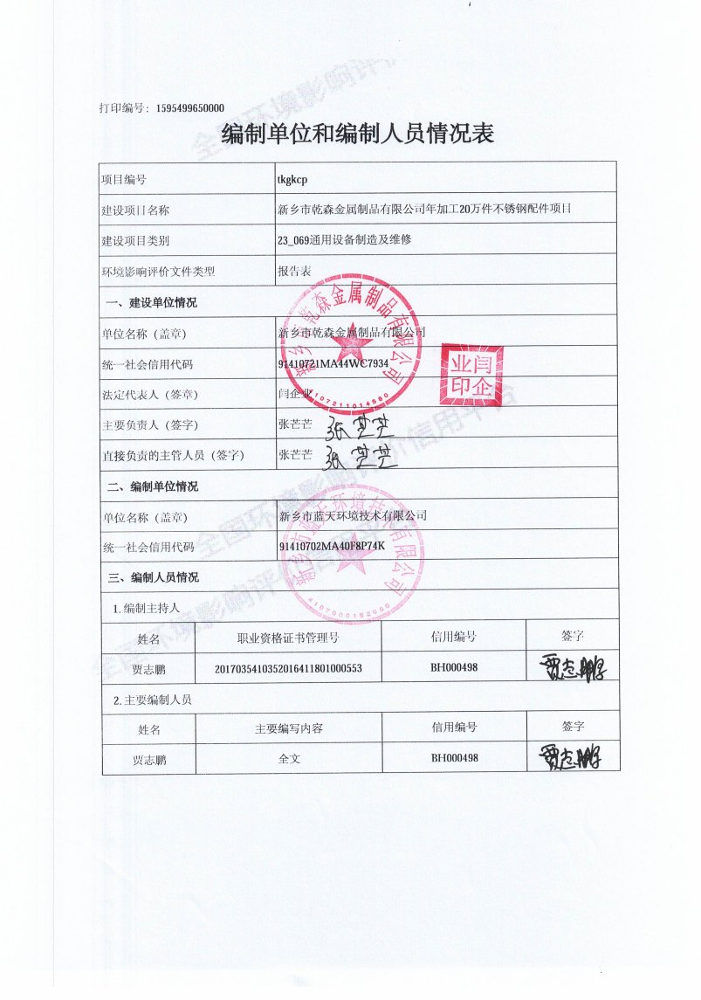 打印编号：1595499650000
编制单位和编制人员情况表
项目编号 tkgkcp
建设项目名称 新乡市乾森金属制品有限公司年加工20万件不锈钢配件项目
建设项目类别 23_069通用设备制造及维修
环境影响评价文件类型 报告表
一、建设单位情况
单位名称（盖章） 新乡市乾森金属制品有限公司
统一社会信用代码 91410721MA44WC7934
法定代表人（签章） 闫企业
主要负责人（签字） 张芒芒 张芒芒
直接负责的主管人员（签字） 张芒芒 张芒芒
二、编制单位情况
单位名称（盖章） 新乡市蓝天环境技术有限公司
统一社会信用代码 91410702MA40F8P74K
三、编制人员情况
1.编制主持人
姓名 职业资格证书管理号 信用编号 签字
贾志鹏 2017035410352016411801000553 BH000498 贾志鹏
2.主要编制人员
姓名 主要编写内容 信用编号 签字
贾志鹏 全文 BH000498 贾志鹏
新乡市乾森金属制品有限公司
4107211014680
闫企业印
新乡市蓝天环境技术有限公司
4107000162050